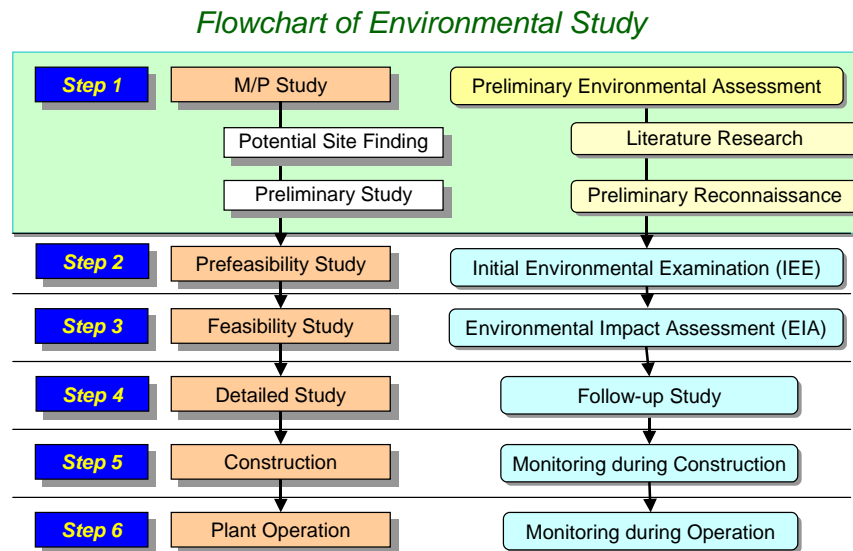 Flowchart of Environmental Study
Step 1
M/P Study
Preliminary Environmental Assessment
Potential Site Finding
Literature Research
Preliminary Study
Preliminary Reconnaissance
Step 2
Prefeasibility Study
Initial Environmental Examination (IEE)
Step 3
Feasibility Study
Environmental Impact Assessment (EIA)
Step 4
Detailed Study
Follow-up Study
Step 5
Construction
Monitoring during Construction
Step 6
Plant Operation
Monitoring during Operation